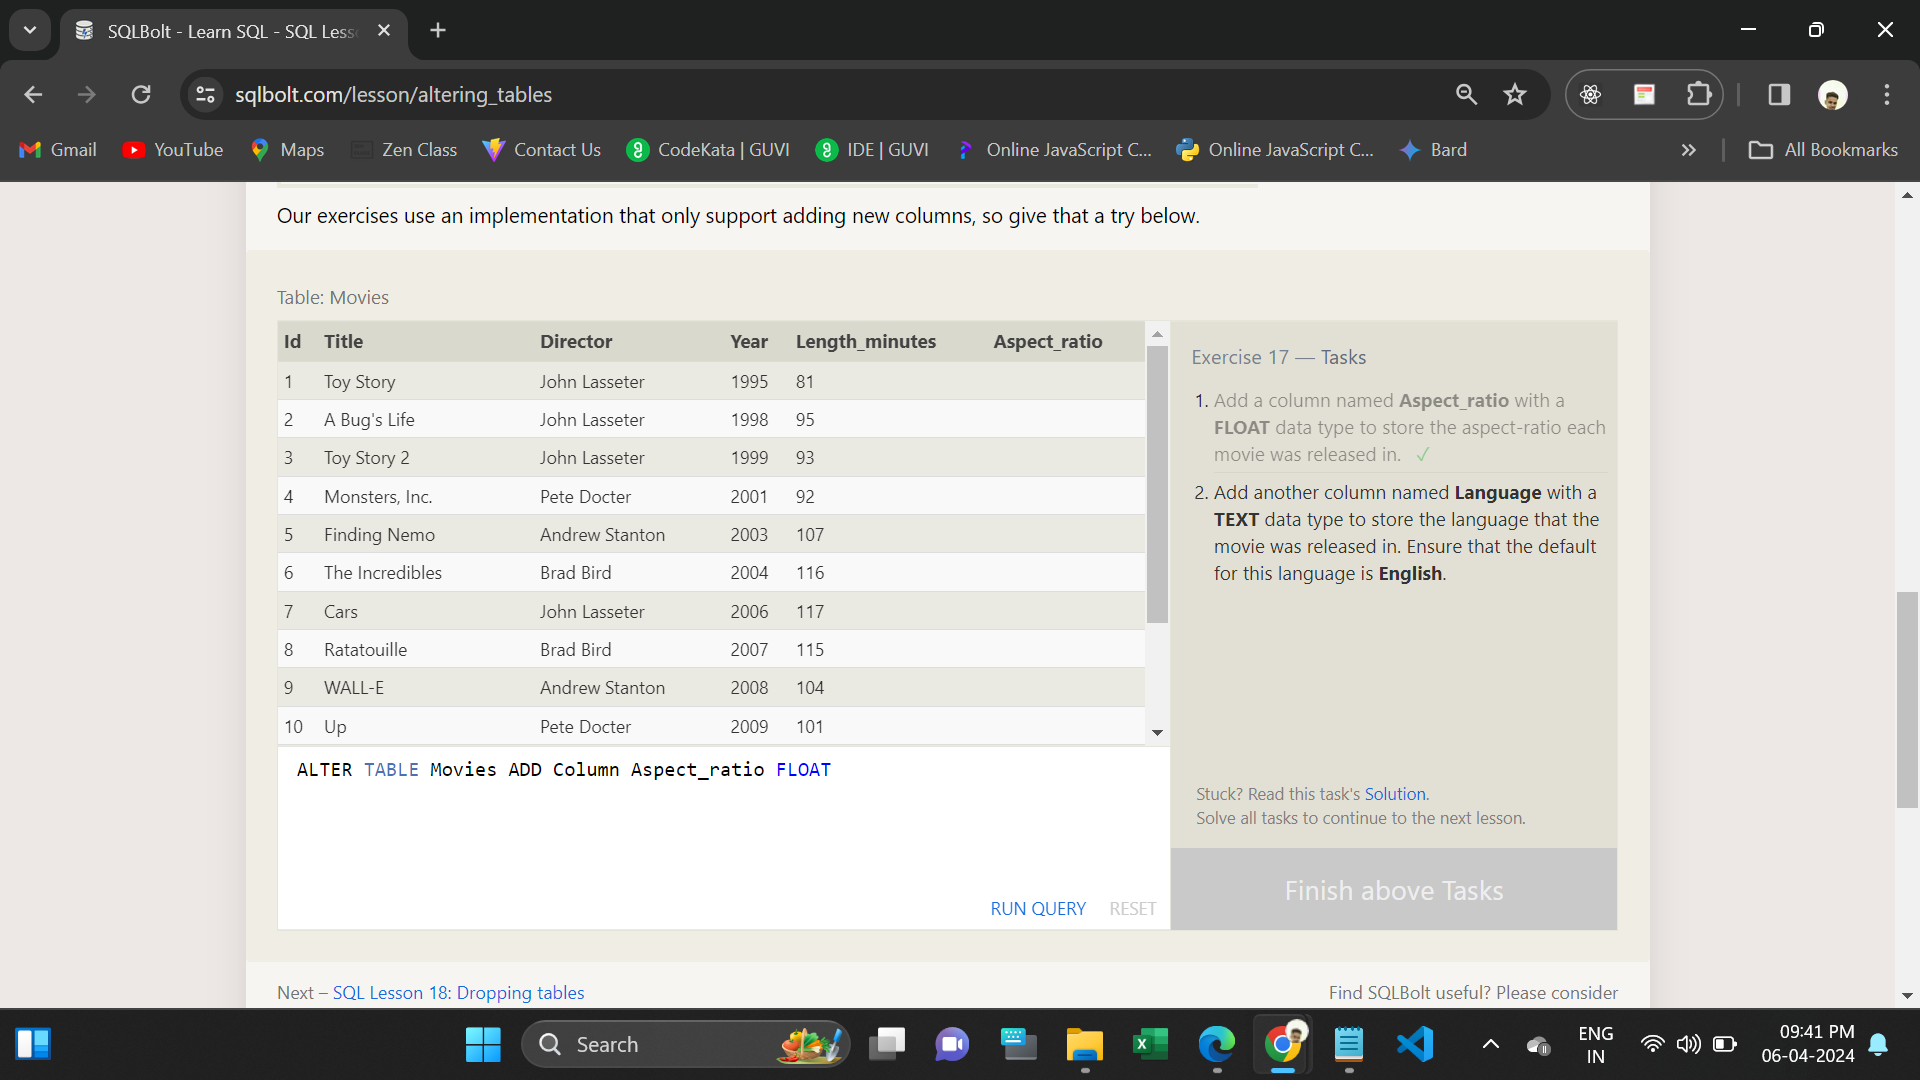 SQLBolt - Learn SQL - SQL Less
sqlbolt.com/lesson/altering_tables
Gmail YouTube Maps Zen Class Contact Us CodeKata | GUVI IDE | GUVI Online JavaScript C... Online JavaScript C... Bard » All Bookmarks
Our exercises use an implementation that only support adding new columns, so give that a try below.
Table: Movies
Id Title Director Year Length_minutes Aspect_ratio
1 Toy Story John Lasseter 1995 81
2 A Bug's Life John Lasseter 1998 95
3 Toy Story 2 John Lasseter 1999 93
4 Monsters, Inc. Pete Docter 2001 92
5 Finding Nemo Andrew Stanton 2003 107
6 The Incredibles Brad Bird 2004 116
7 Cars John Lasseter 2006 117
8 Ratatouille Brad Bird 2007 115
9 WALL-E Andrew Stanton 2008 104
10 Up Pete Docter 2009 101
ALTER TABLE Movies ADD Column Aspect_ratio FLOAT
RUN QUERY RESET
Exercise 17 — Tasks
1. Add a column named Aspect_ratio with a
FLOAT data type to store the aspect-ratio each
movie was released in. ✓
2. Add another column named Language with a
TEXT data type to store the language that the
movie was released in. Ensure that the default
for this language is English.
Stuck? Read this task's Solution.
Solve all tasks to continue to the next lesson.
Finish above Tasks
Next – SQL Lesson 18: Dropping tables
Find SQLBolt useful? Please consider
Search
ENG
IN
09:41 PM
06-04-2024